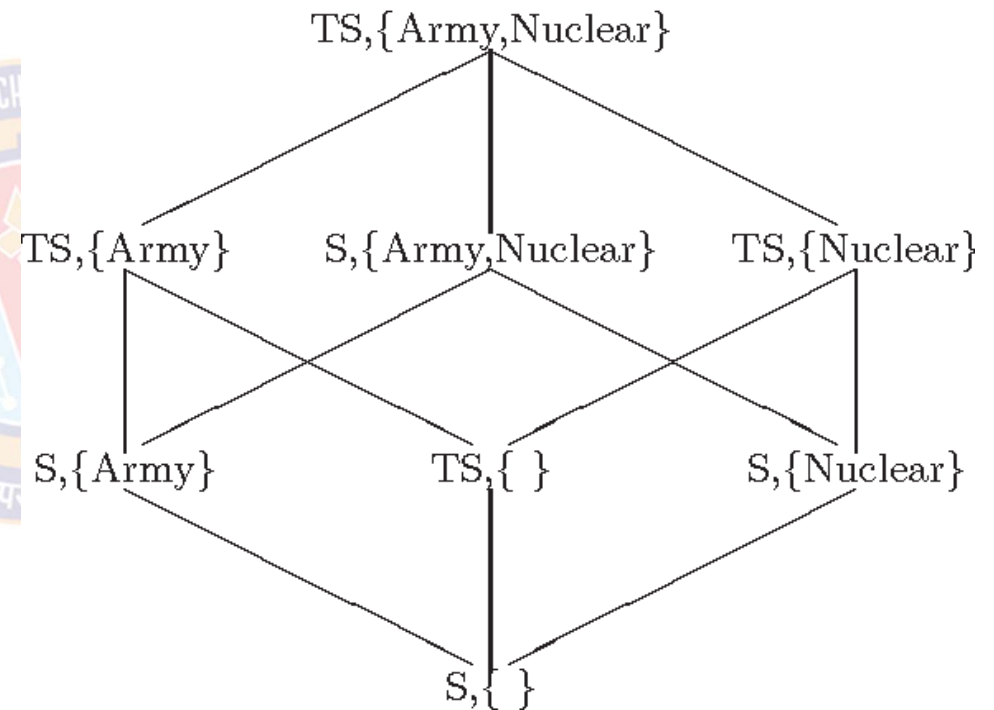 TS,{Army,Nuclear}
TS,{Army} S,{Army,Nuclear} TS,{Nuclear}
S,{Army} TS,{ } S,{Nuclear}
S,{ }